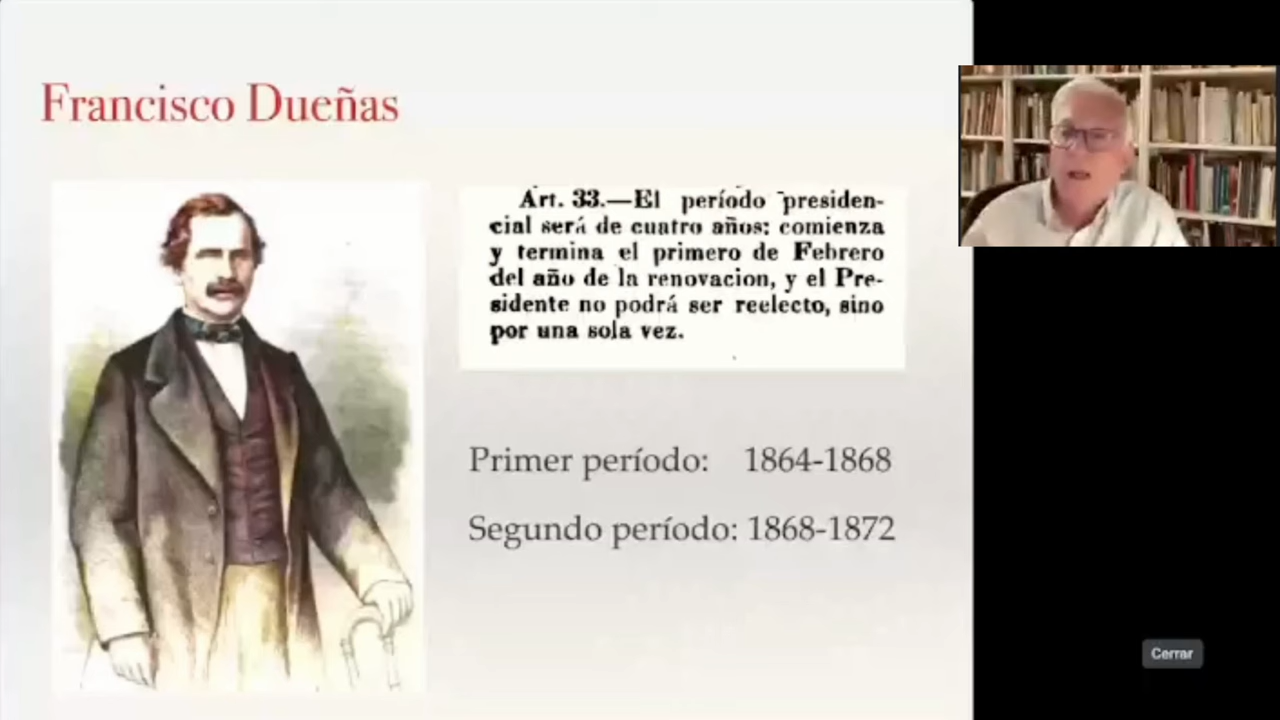 Francisco Dueñas
Art. 33.—El período presiden-
cial será de cuatro años: comienza
y termina el primero de Febrero
del año de la renovacion, y el Pre-
sidente no podrá ser reelecto, sino
por una sola vez.
Primer período: 1864-1868
Segundo período: 1868-1872
Cerrar